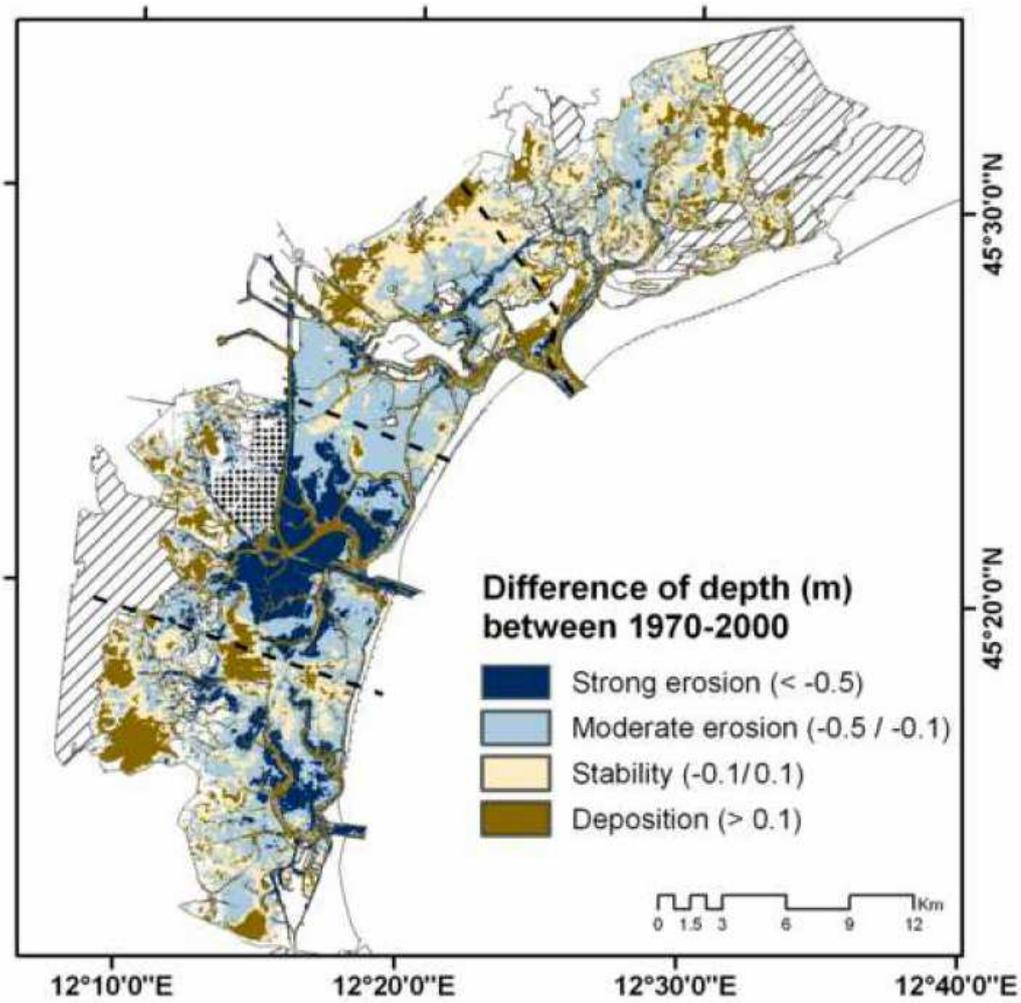 45°30'0"N
45°20'0"N
Difference of depth (m)
between 1970-2000
Strong erosion (< -0.5)
Moderate erosion (-0.5 / -0.1)
Stability (-0.1/0.1)
Deposition (> 0.1)
Km
0 1.5 3 6 9 12
12°10'0"E 12°20'0"E 12°30'0"E 12°40'0"E